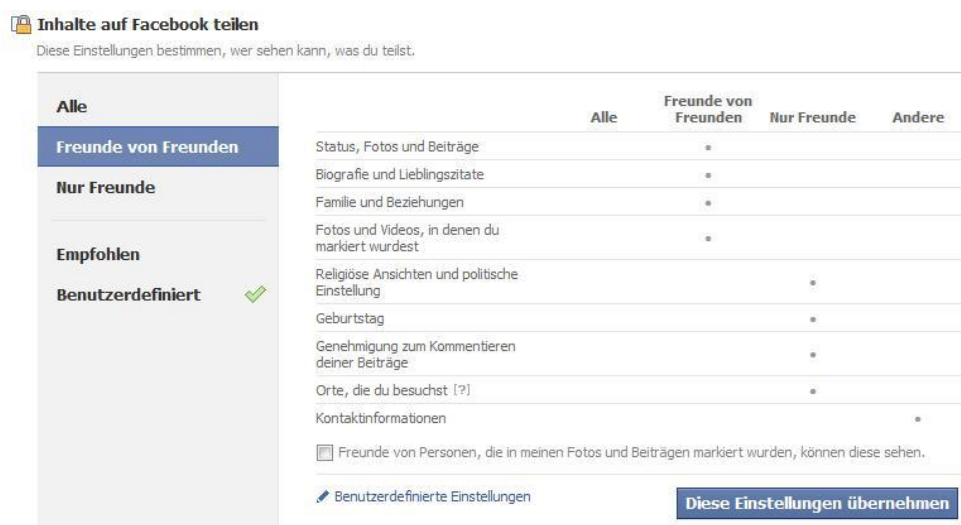 Inhalte auf Facebook teilen
Diese Einstellungen bestimmen, wer sehen kann, was du teilst.
Alle
Freunde von Freunden
Nur Freunde
Empfohlen
Benutzerdefiniert
Alle
Freunde von
Freunden
Nur Freunde
Andere
Status, Fotos und Beiträge
Biografie und Lieblingszitate
Familie und Beziehungen
Fotos und Videos, in denen du
markiert wurdest
Religiöse Ansichten und politische
Einstellung
Geburtstag
Genehmigung zum Kommentieren
deiner Beiträge
Orte, die du besuchst [?]
Kontaktinformationen
Freunde von Personen, die in meinen Fotos und Beiträgen markiert wurden, können diese sehen.
Benutzerdefinierte Einstellungen
Diese Einstellungen übernehmen